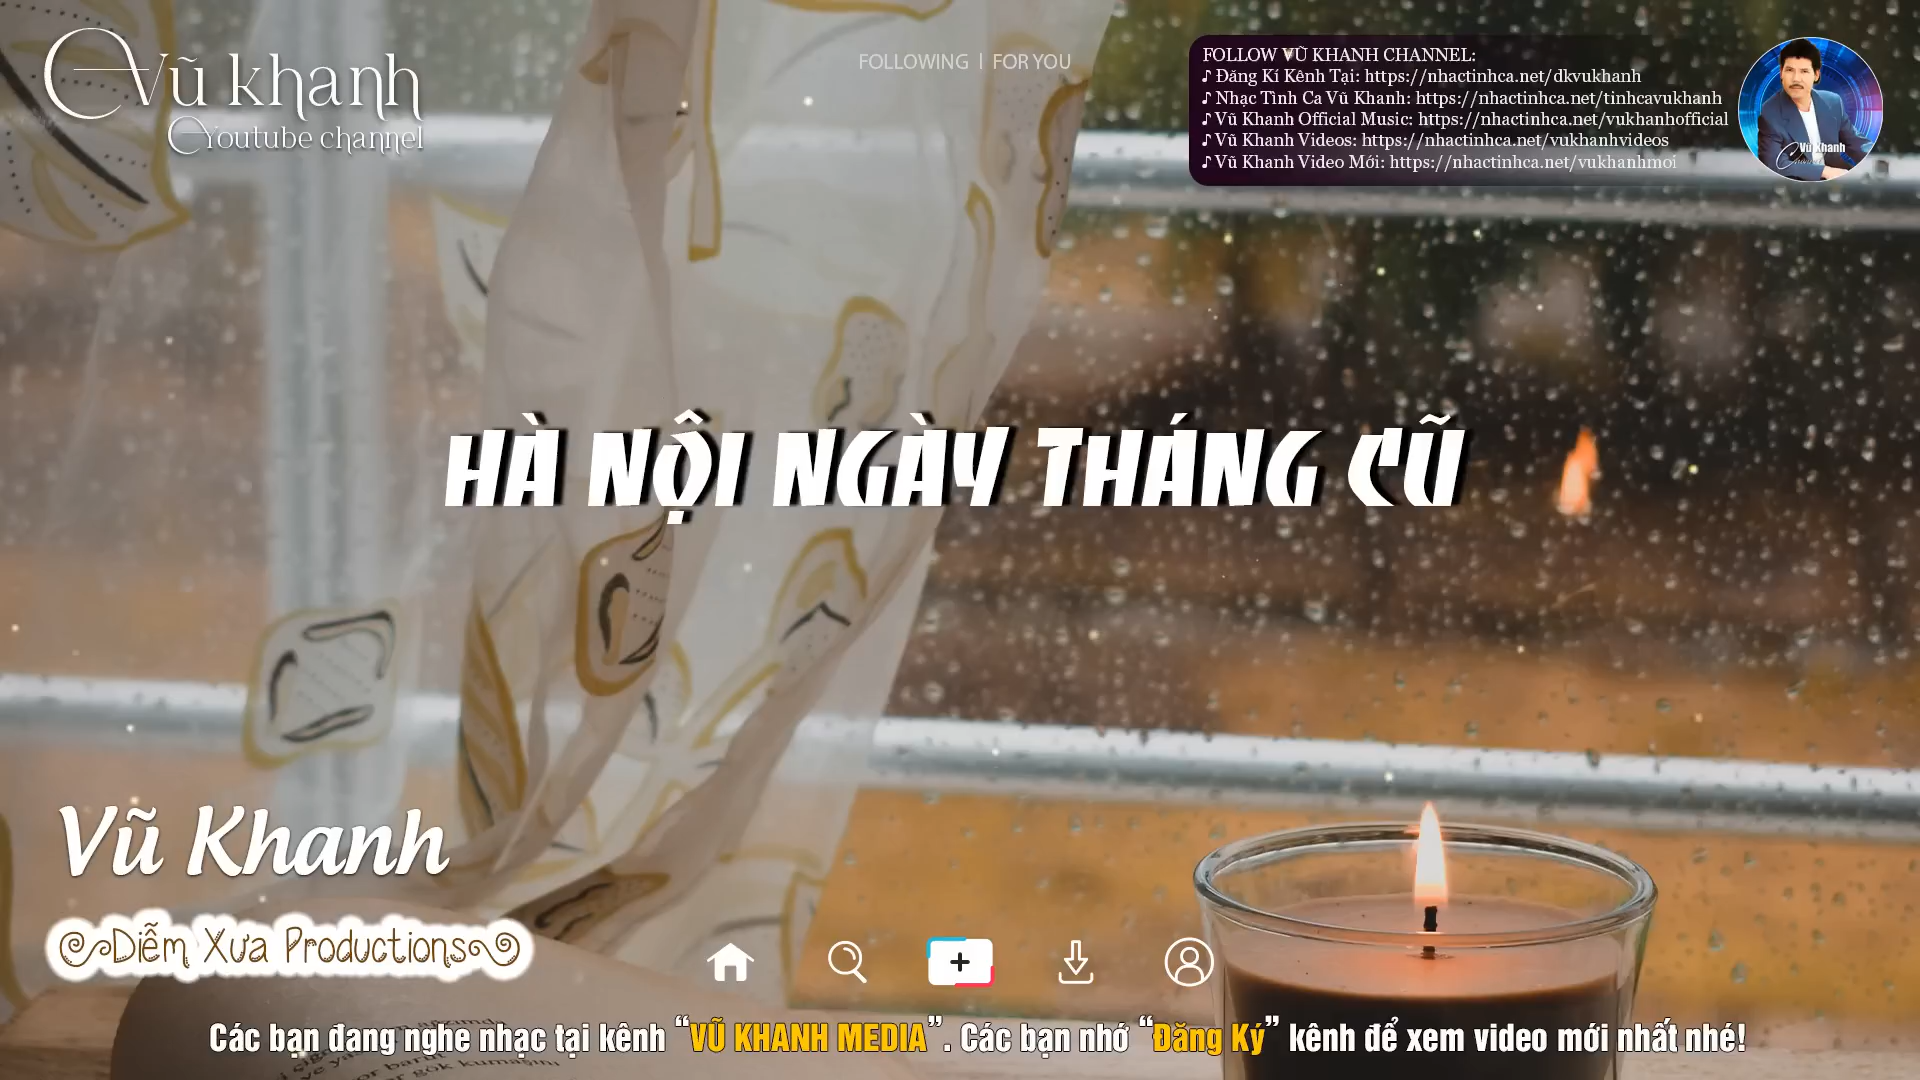 Vũ khanh
Youtube channel
FOLLOWING | FOR YOU
FOLLOW VŨ KHANH CHANNEL:
♪ Đăng Kí Kênh Tại: https://nhactinhca.net/dkvukhanh
♪ Nhạc Tình Ca Vũ Khanh: https://nhactinhca.net/tinhcavukhanh
♪ Vũ Khanh Official Music: https://nhactinhca.net/vukhanhofficial
♪ Vũ Khanh Videos: https://nhactinhca.net/vukhanhvideos
♪ Vũ Khanh Video Mới: https://nhactinhca.net/vukhanhmoi
Vũ Khanh
HÀ NỘI NGÀY THÁNG CŨ
Vũ Khanh
Diễm Xưa Productions
Các bạn đang nghe nhạc tại kênh “VŨ KHANH MEDIA”. Các bạn nhớ “Đăng Ký” kênh để xem video mới nhất nhé!